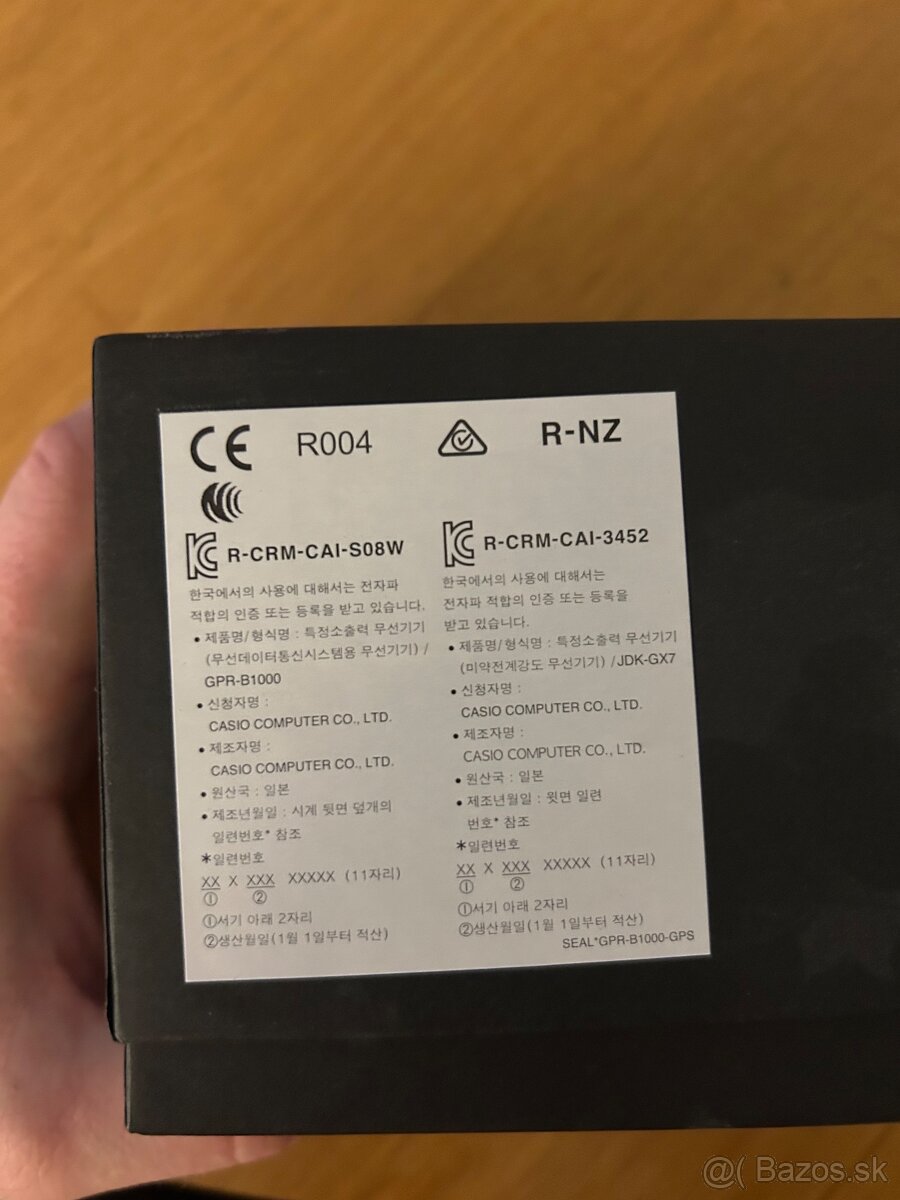 CE R004 R-NZ
R-CRM-CAI-S08W
한국에서의 사용에 대해서는 전자파
적합의 인증 또는 등록을 받고 있습니다.
• 제품명/형식명 : 특정소출력 무선기기
(무선데이터통신시스템용 무선기기) /
GPR-B1000
• 신청자명 :
CASIO COMPUTER CO., LTD.
• 제조자명 :
CASIO COMPUTER CO., LTD.
• 원산국 : 일본
• 제조년월일 : 시계 뒷면 덮개의
일련번호* 참조
*일련번호
XX X XXX XXXXX (11자리)
① ②
①서기 아래 2자리
②생산월일(1월 1일부터 적산)
R-CRM-CAI-3452
한국에서의 사용에 대해서는
전자파 적합의 인증 또는 등록을
받고 있습니다.
• 제품명/형식명 : 특정소출력 무선기기
(미약전계강도 무선기기) /JDK-GX7
• 신청자명 :
CASIO COMPUTER CO., LTD.
• 제조자명 :
CASIO COMPUTER CO., LTD.
• 원산국 : 일본
• 제조년월일 : 윗면 일련
번호* 참조
*일련번호
XX X XXX XXXXX (11자리)
① ②
①서기 아래 2자리
②생산월일(1월 1일부터 적산)
SEAL*GPR-B1000-GPS
@( Bazos.sk